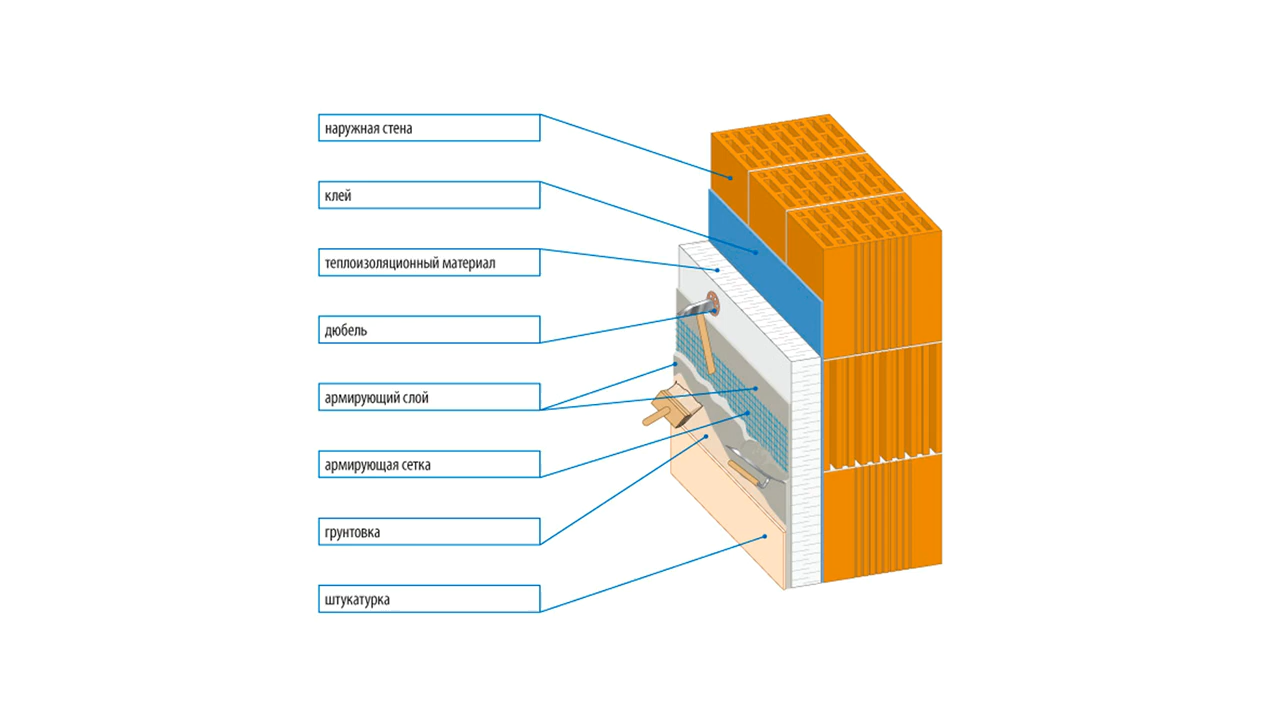 наружная стена
клей
теплоизоляционный материал
дюбель
армирующий слой
армирующая сетка
грунтовка
штукатурка